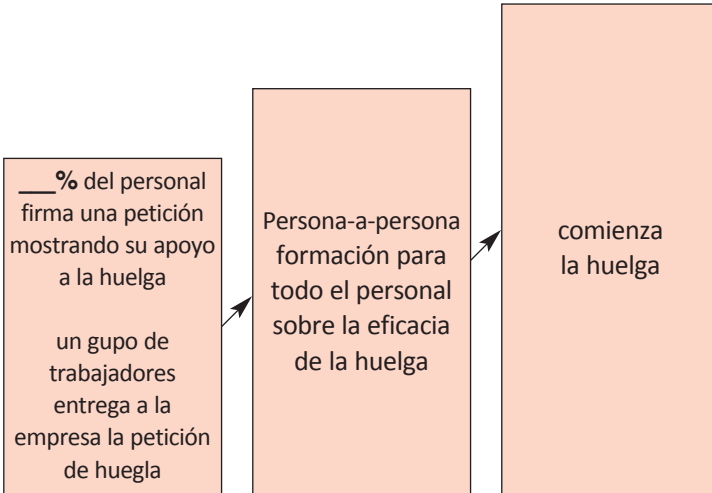 ___% del personal
firma una petición
mostrando su apoyo
a la huelga
un gupo de
trabajadores
entrega a la
empresa la petición
de huegla
Persona-a-persona
formación para
todo el personal
sobre la eficacia
de la huelga
comienza
la huelga